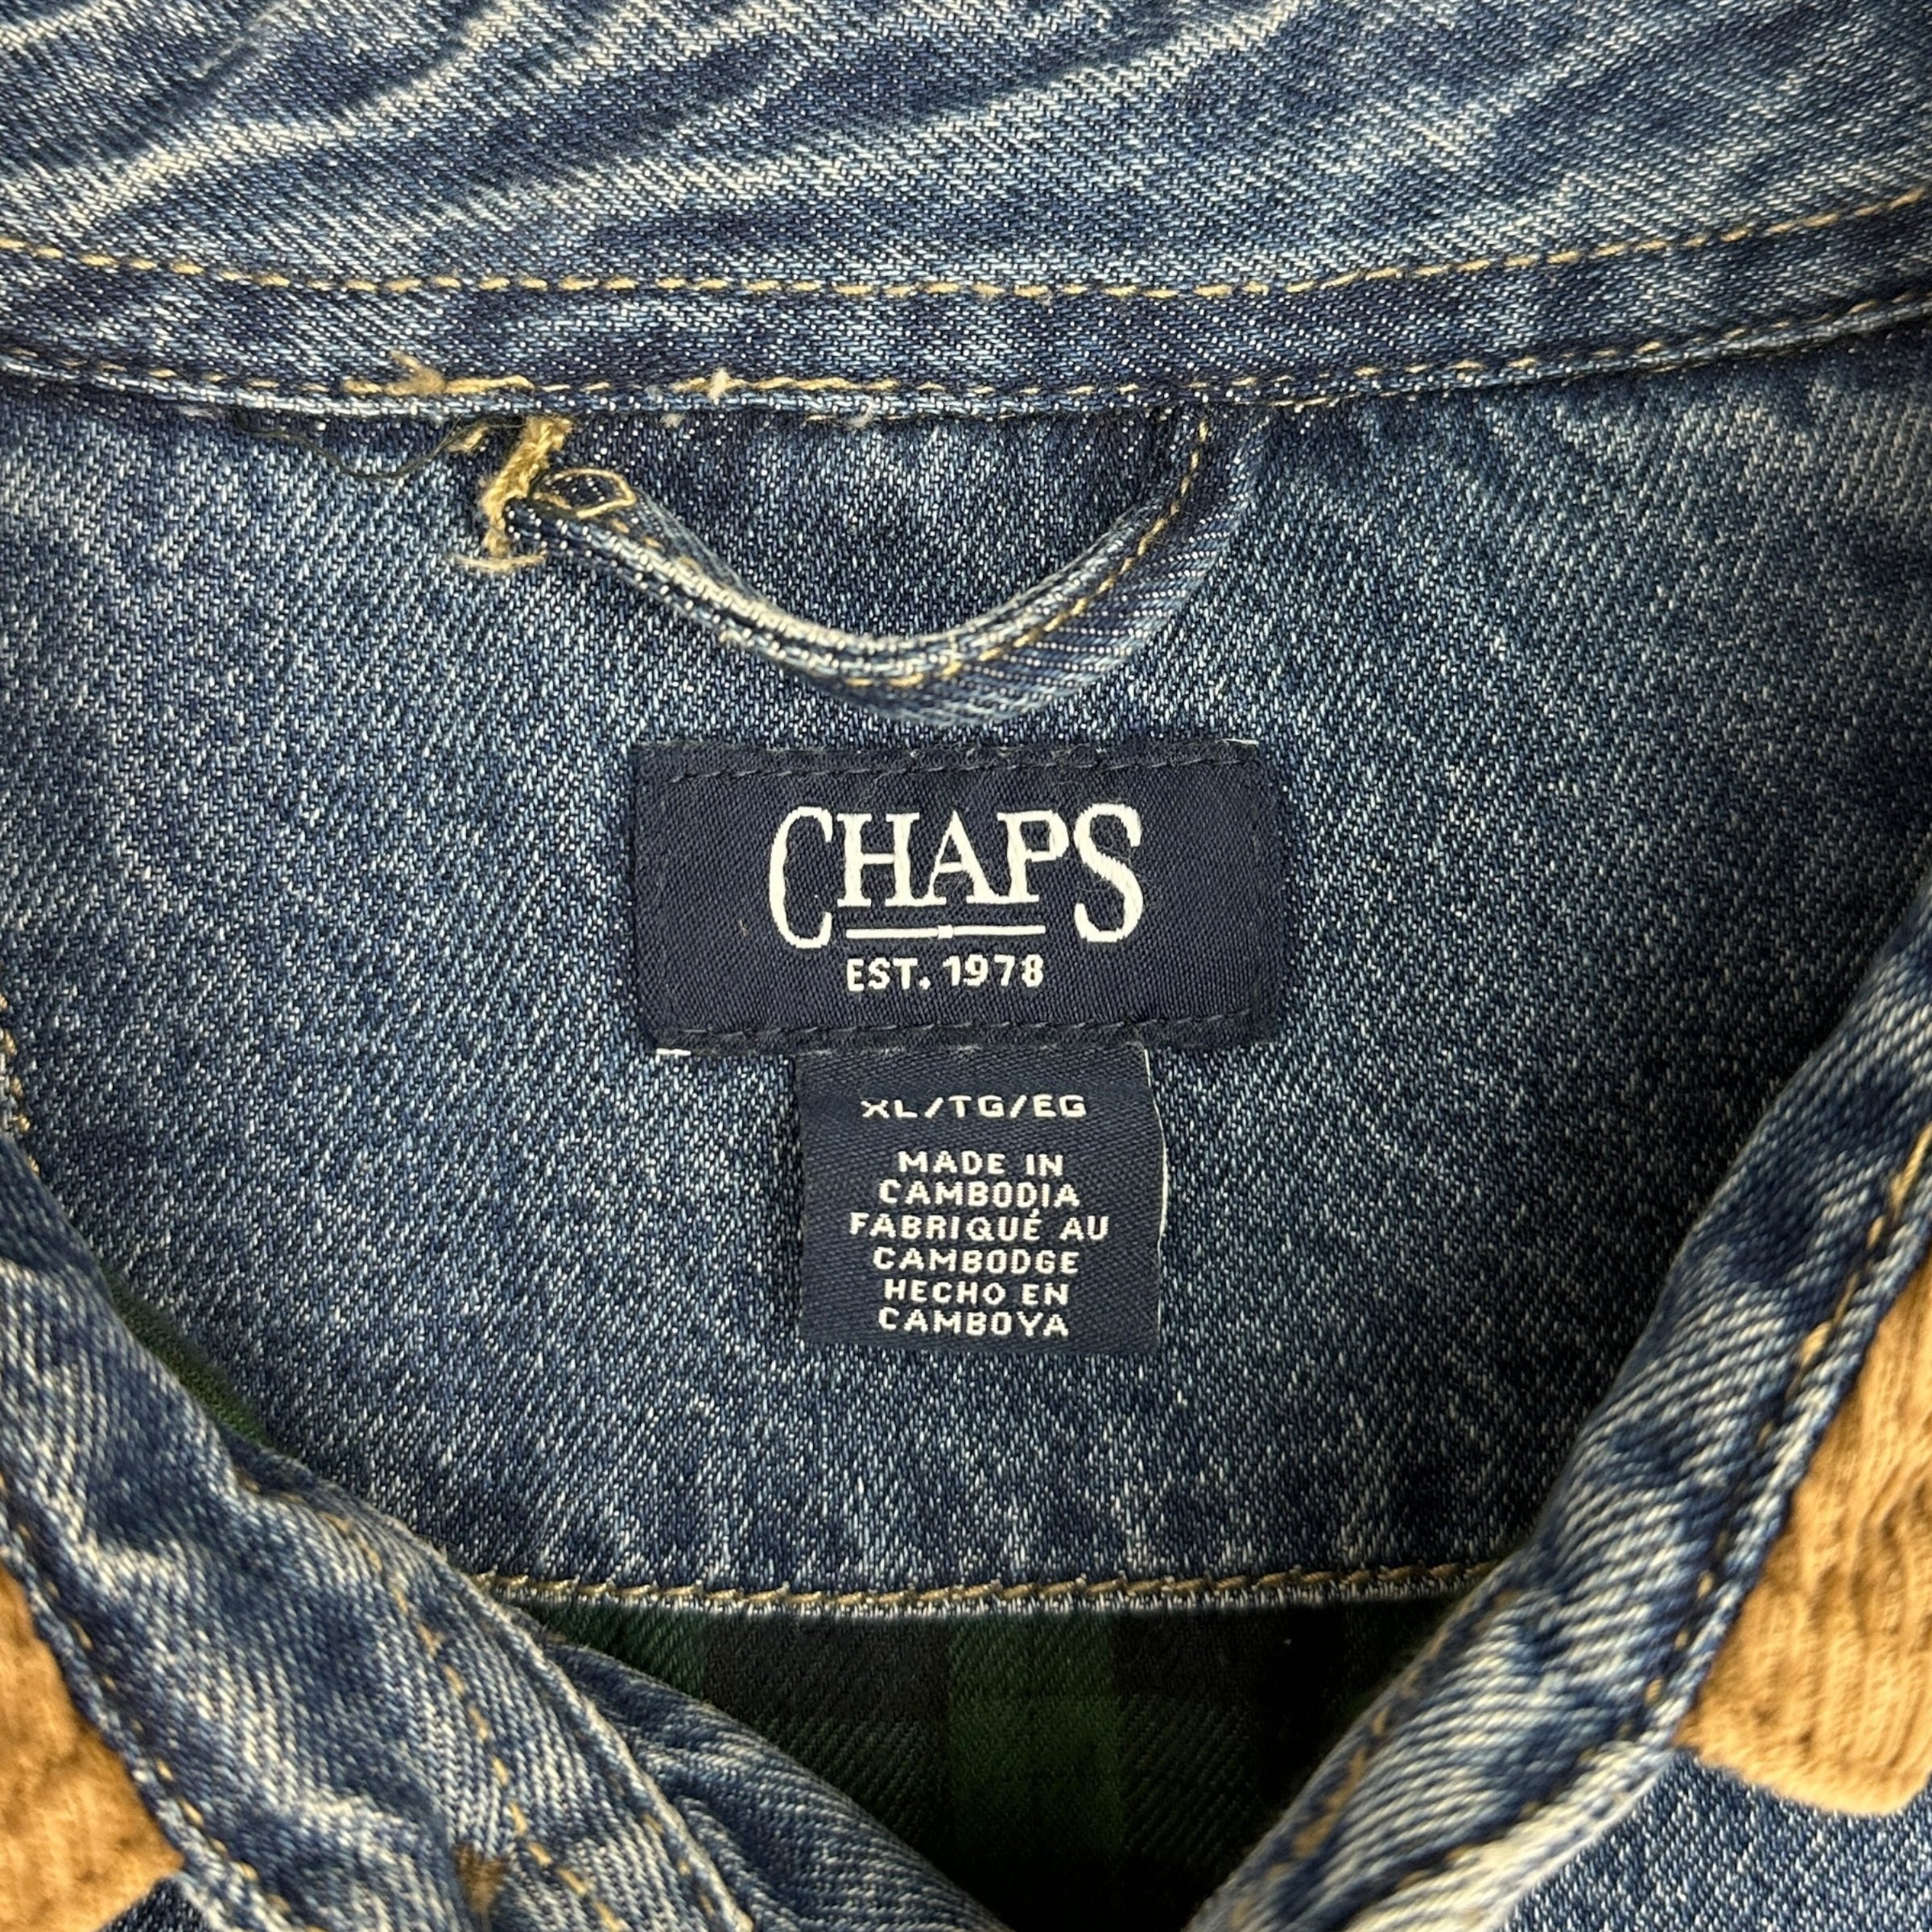 CHAPS
EST. 1978
XL/TG/EG
MADE IN
CAMBODIA
FABRIQUÉ AU
CAMBODGE
HECHO EN
CAMBOYA